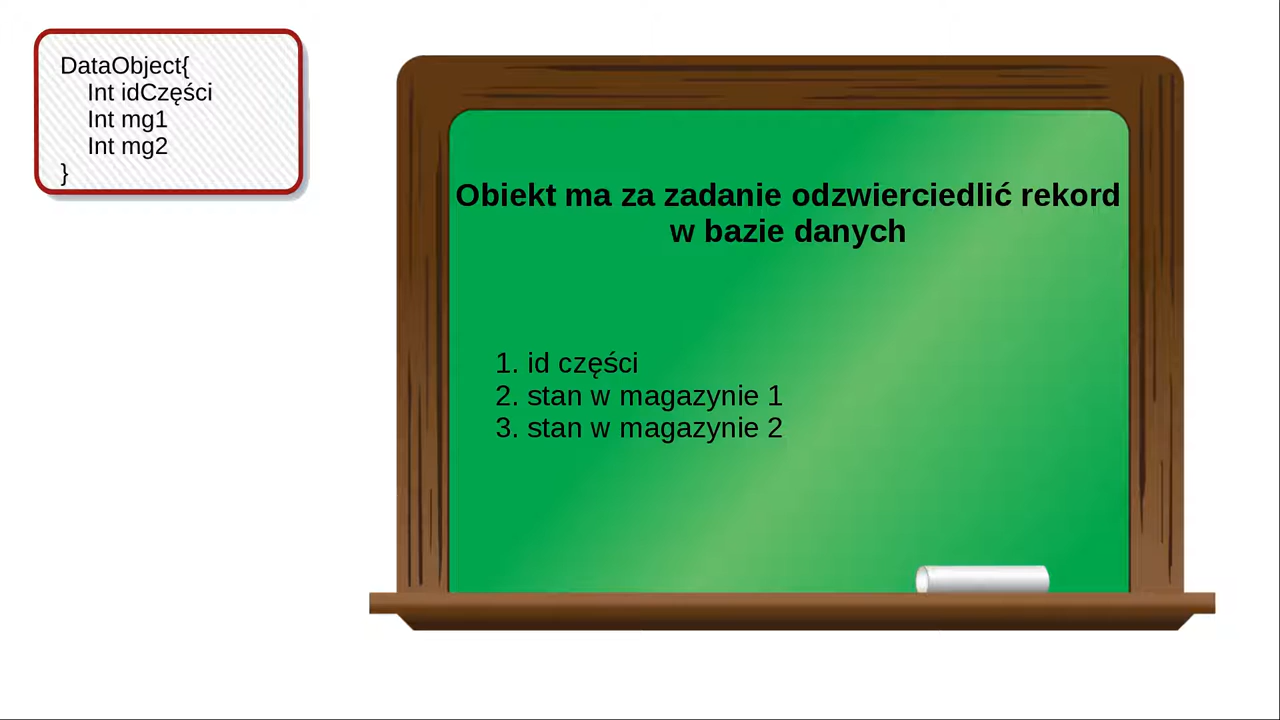 DataObject{
Int idCzęści
Int mg1
Int mg2
}
Obiekt ma za zadanie odzwierciedlić rekord
w bazie danych
1. id części
2. stan w magazynie 1
3. stan w magazynie 2